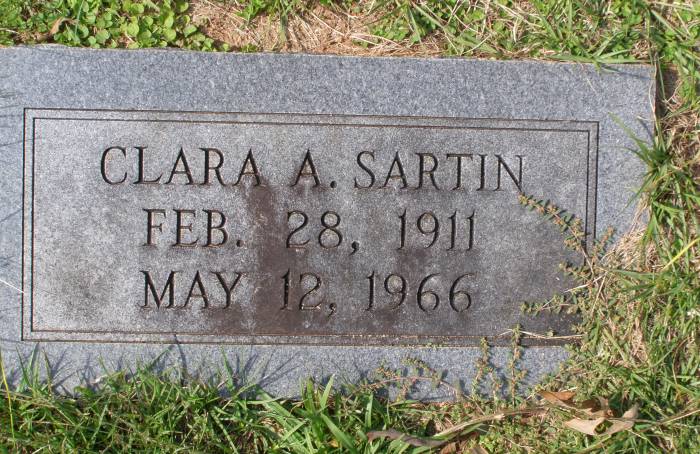 CLARA A. SARTIN
FEB. 28, 1911
MAY 12, 1966